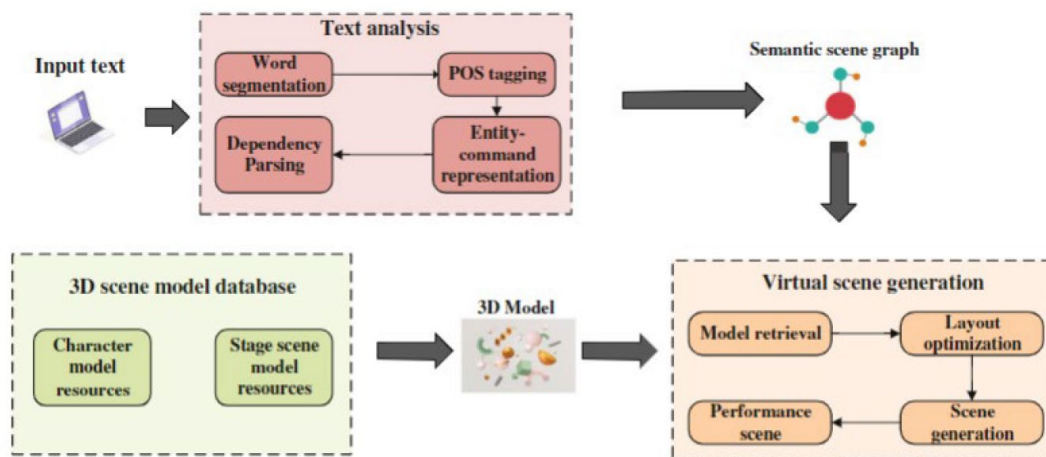 Text analysis
Input text
Word
segmentation
POS tagging
Dependency
Parsing
Entity-
command
representation
Semantic scene graph
3D scene model database
Character
model
resources
Stage scene
model
resources
3D Model
Virtual scene generation
Model retrieval
Layout
optimization
Performance
scene
Scene
generation